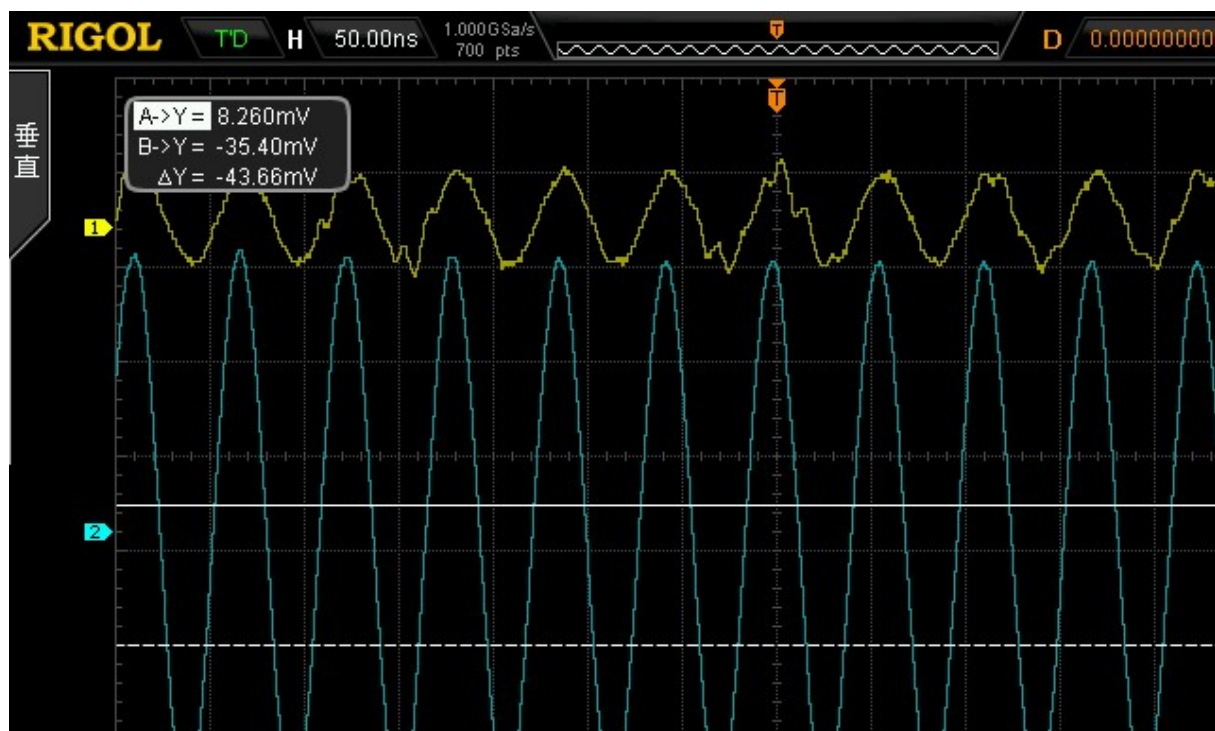 RIGOL T'D H 50.00ns 1.000GSa/s 700 pts T D 0.00000000
垂直
T
A->Y= 8.260mV
B->Y= -35.40mV
ΔY= -43.66mV
1
2